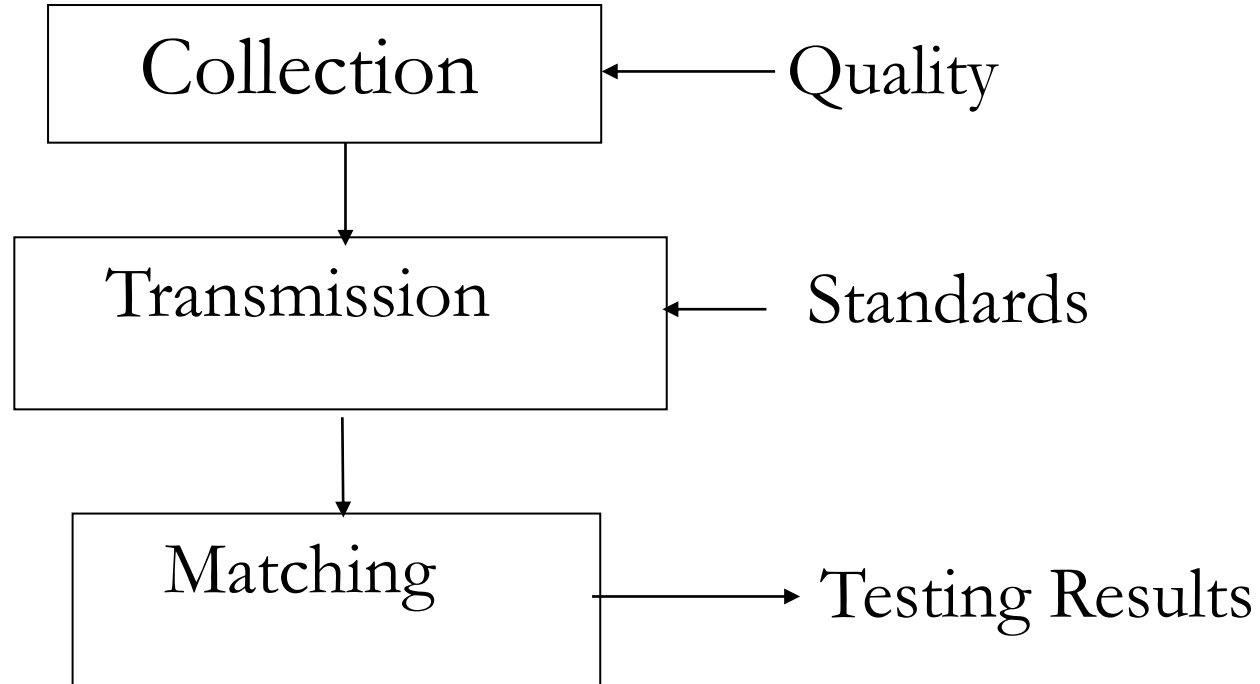 Collection
Quality
Transmission
Standards
Matching
Testing Results